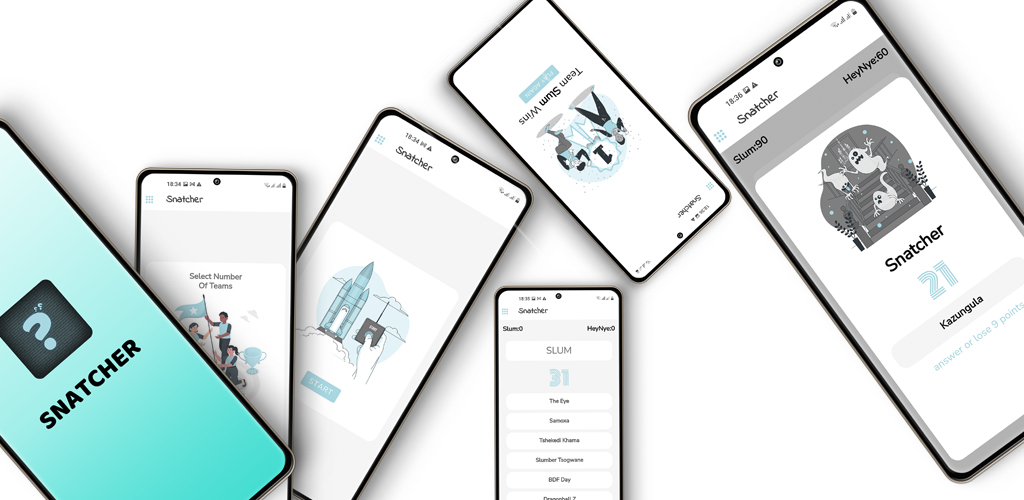 SNATCHER
18:34
Snatcher
Select Number
Of Teams
18:34
Snatcher
START
Team Slum Wins
PLAY AGAIN
18:34
Snatcher
18:35
Snatcher
Slum:0
HeyNye:0
SLUM
31
The Eye
Samoxa
Tshekedi Khama
Slumber Tsogwane
BDF Day
Dragonball Z
18:36
Snatcher
Slum:90
HeyNye:60
Snatcher
21
Kazungula
answer or lose 9 points